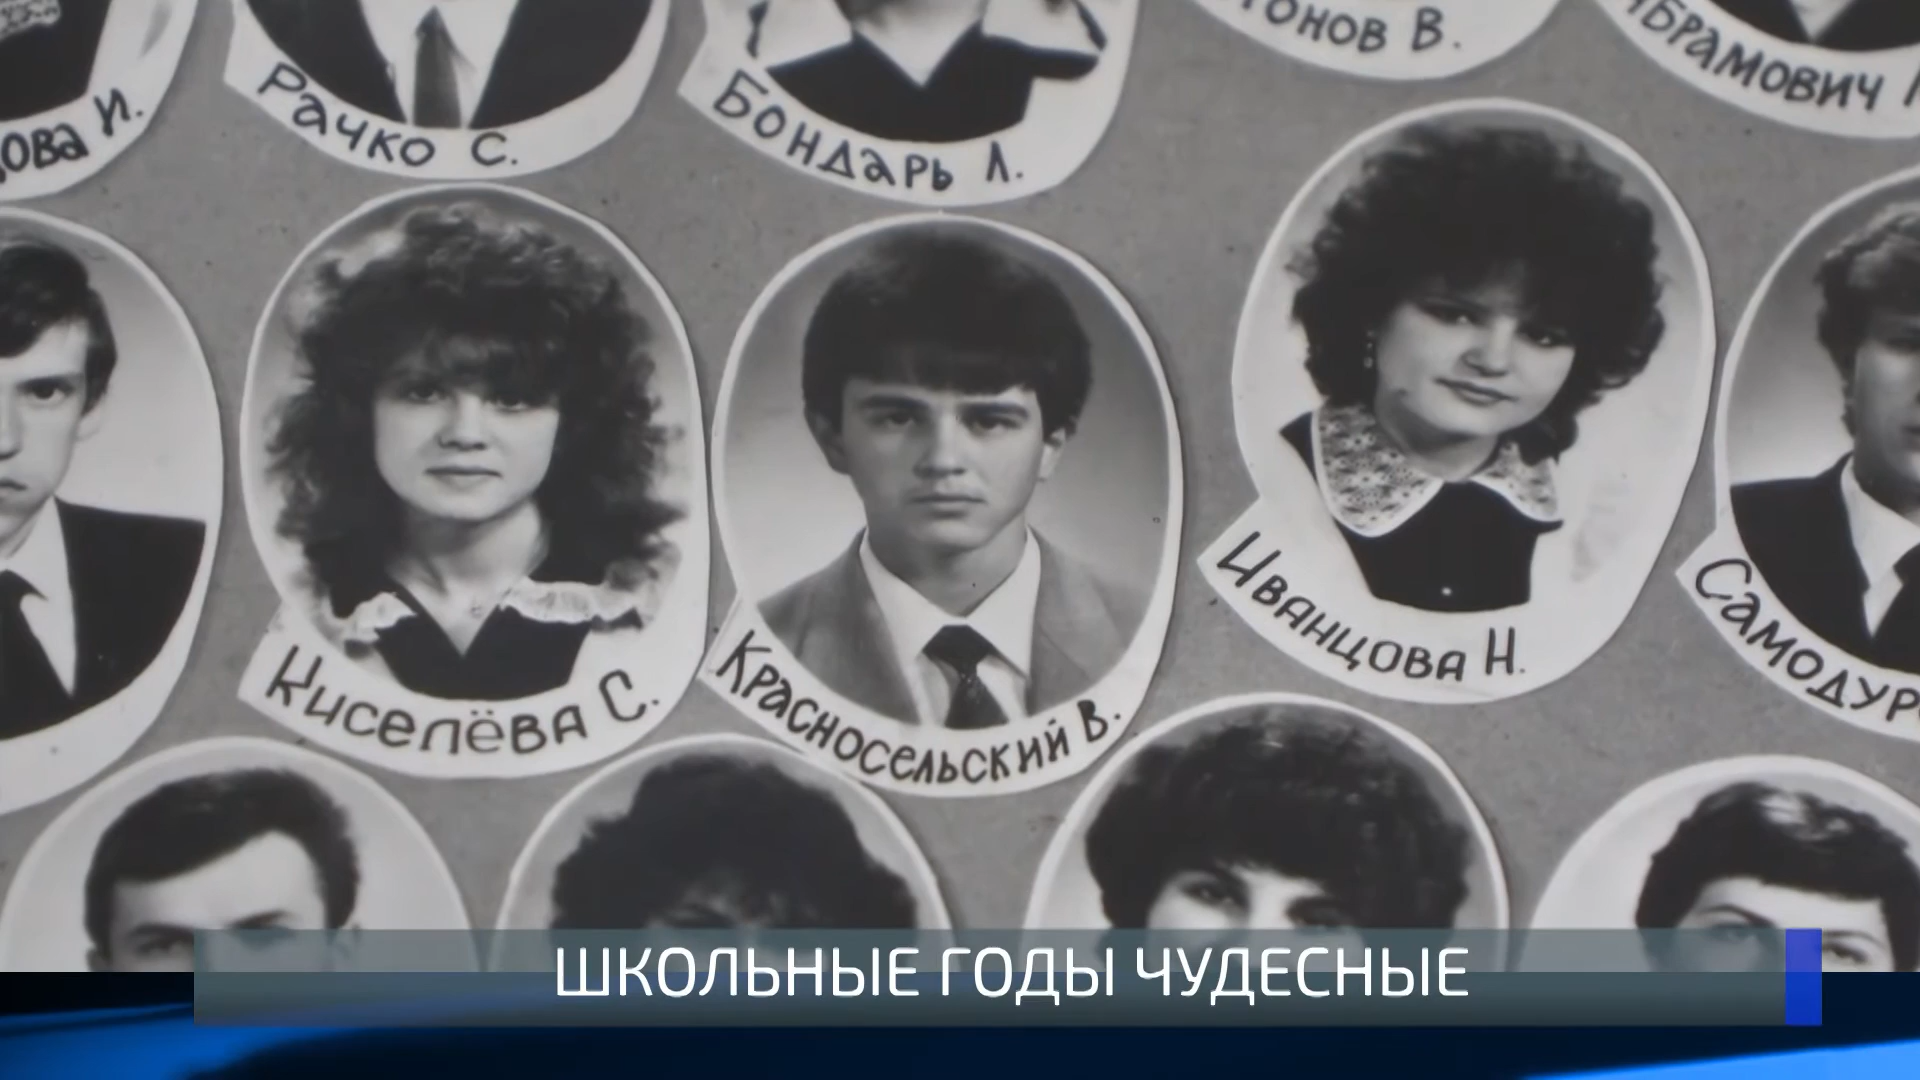 Рачко С.
Бондарь Л.
Киселёва С.
Красносельский В.
Иванцова Н.
ШКОЛЬНЫЕ ГОДЫ ЧУДЕСНЫЕ